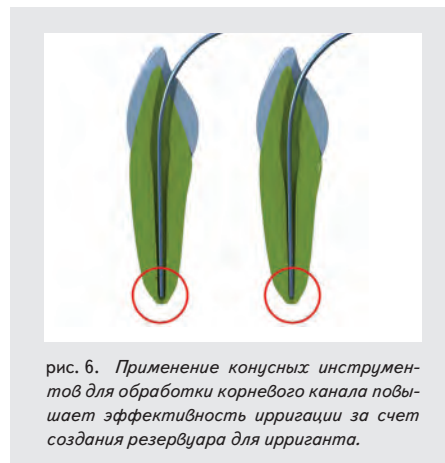 рис. 6. Применение конусных инструмен-
тов для обработки корневого канала повы-
шает эффективность ирригации за счет
создания резервуара для ирриганта.